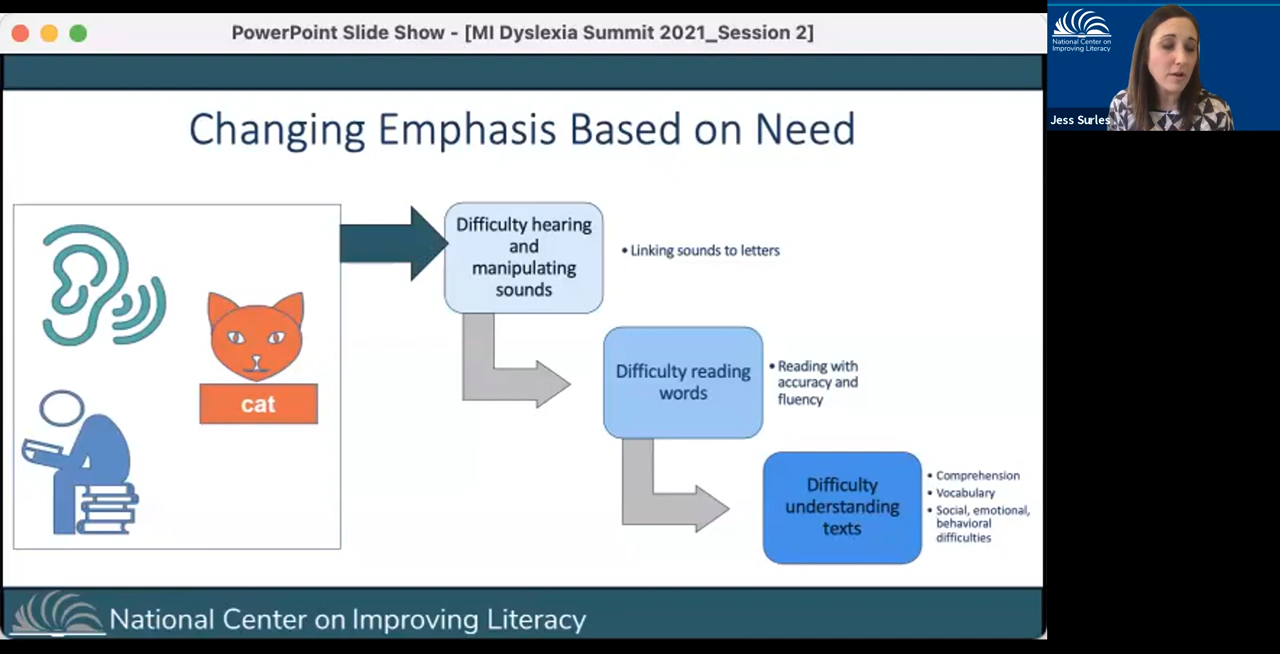 PowerPoint Slide Show - [MI Dyslexia Summit 2021_Session 2]
National Center on
Improving Literacy
Jess Surles
Changing Emphasis Based on Need
Difficulty hearing
and
manipulating
sounds
• Linking sounds to letters
cat
Difficulty reading
words
• Reading with
accuracy and
fluency
Difficulty
understanding
texts
• Comprehension
• Vocabulary
• Social, emotional,
behavioral
difficulties
National Center on Improving Literacy